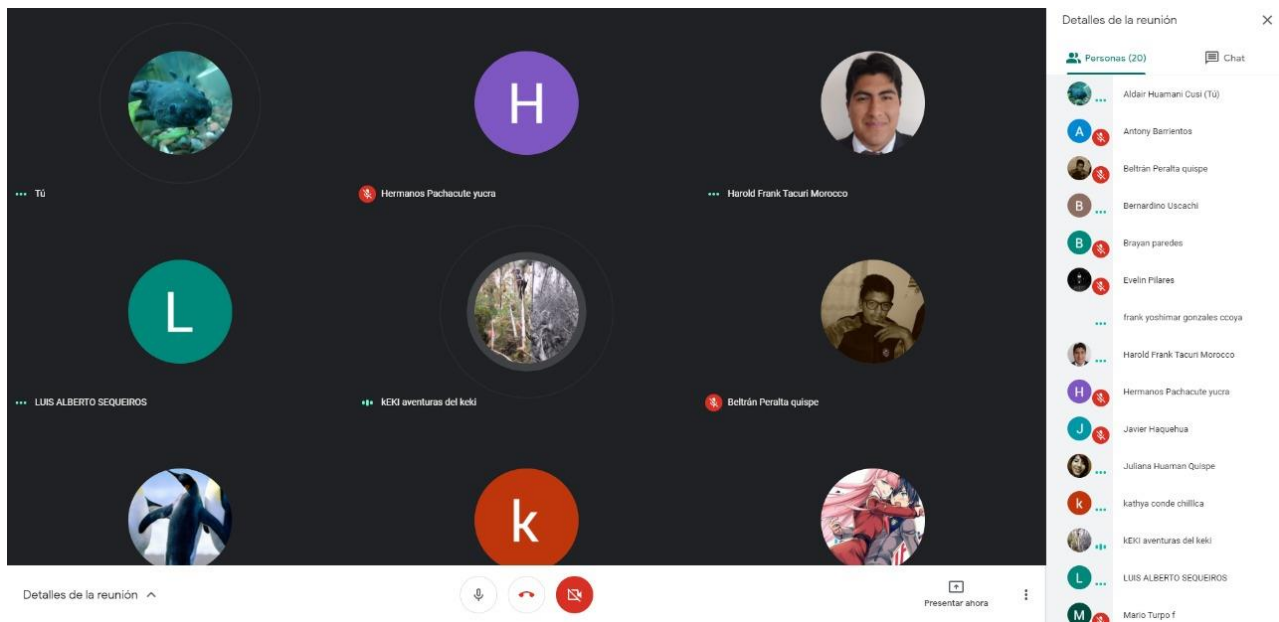 Detalles de la reunión
Personas (20)
Chat
H
Tú
Hermanos Pachacute yucra
Harold Frank Tacuri Morocco
L
LUIS ALBERTO SEQUEIROS
kEKI aventuras del keki
Beltrán Peralta quispe
k
Detalles de la reunión
Presentar ahora
Aldair Huamani Cusi (Tú)
A
Antony Barrientos
Beltrán Peralta quispe
B
Bernardino Uscachi
B
Brayan paredes
Evelin Pilares
frank yoshimar gonzales ccoya
Harold Frank Tacuri Morocco
H
Hermanos Pachacute yucra
J
Javier Haquehua
Juliana Huaman Quispe
k
kathya conde chillca
kEKI aventuras del keki
L
LUIS ALBERTO SEQUEIROS
M
Mario Turpo f